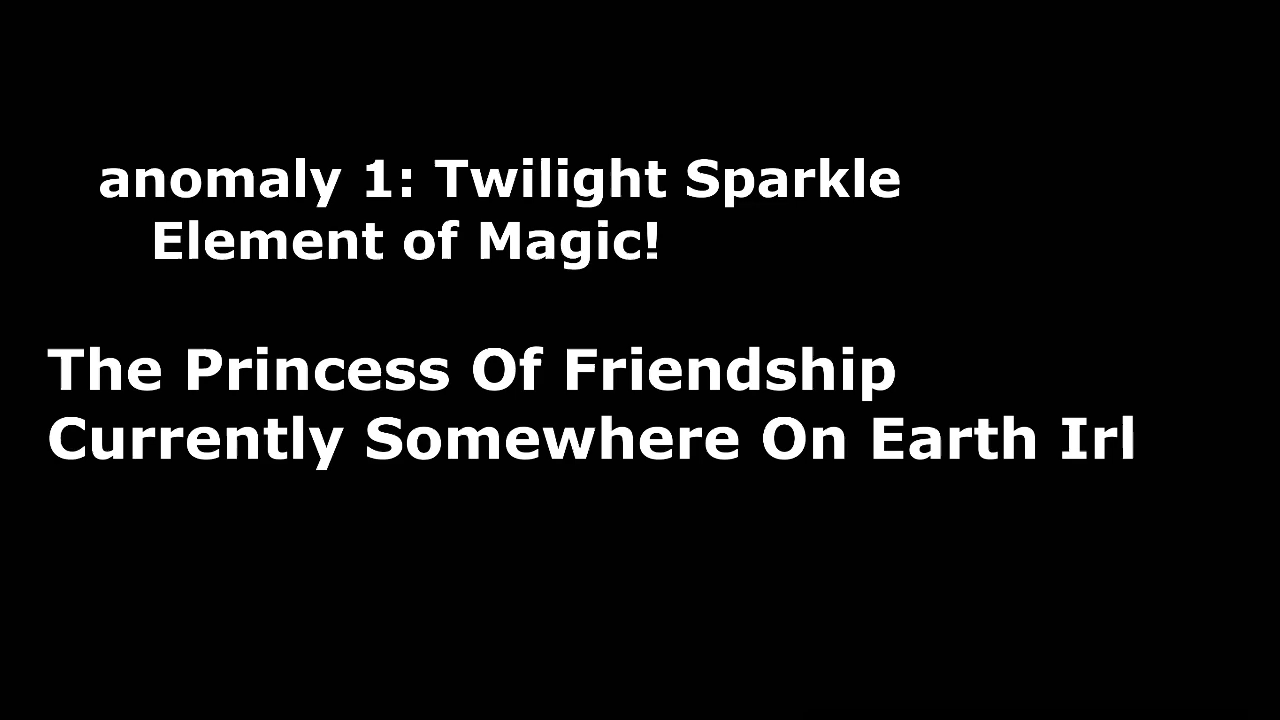 anomaly 1: Twilight Sparkle
Element of Magic!
The Princess Of Friendship
Currently Somewhere On Earth Irl